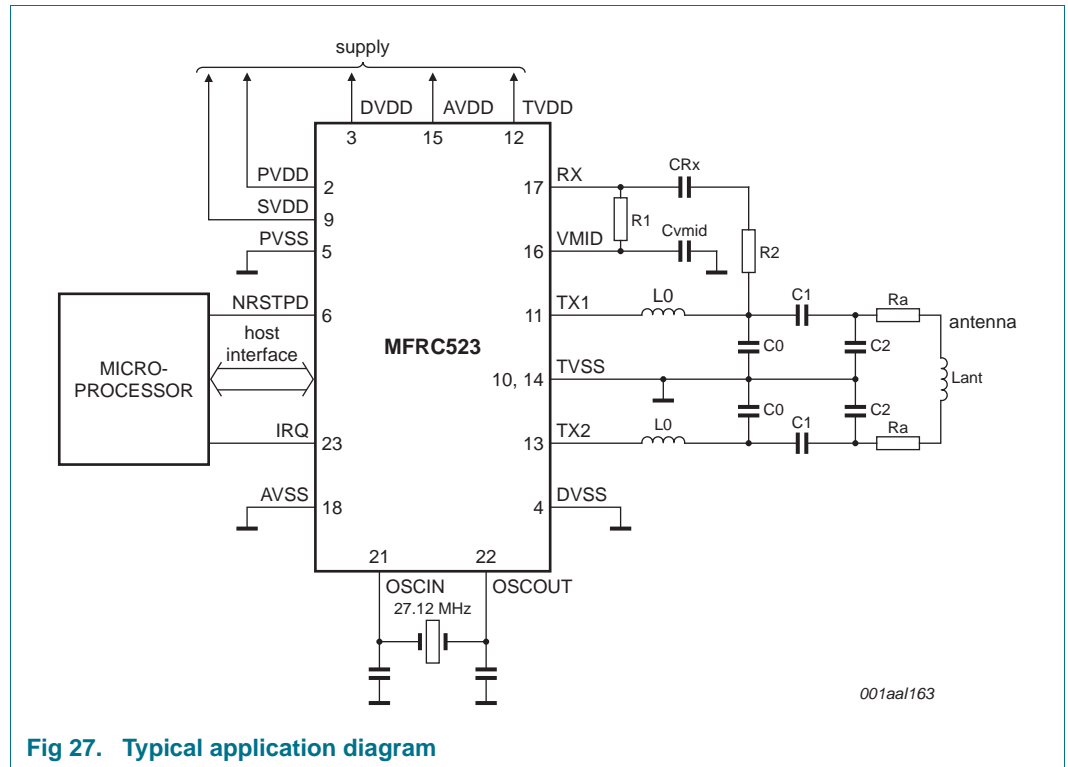 supply
DVDD AVDD TVDD
3 15 12
PVDD 2
SVDD 9
PVSS 5
NRSTPD 6
host
interface
MICRO-
PROCESSOR
IRQ 23
AVSS 18
MFRC523
17 RX
CRx
R1
16 VMID
Cvmid
R2
11 TX1
L0
C1
Ra
antenna
C0
C2
10, 14 TVSS
Lant
C0
C2
13 TX2
L0
C1
Ra
4 DVSS
21 22
OSCIN OSCOUT
27.12 MHz
001aal163
Fig 27. Typical application diagram